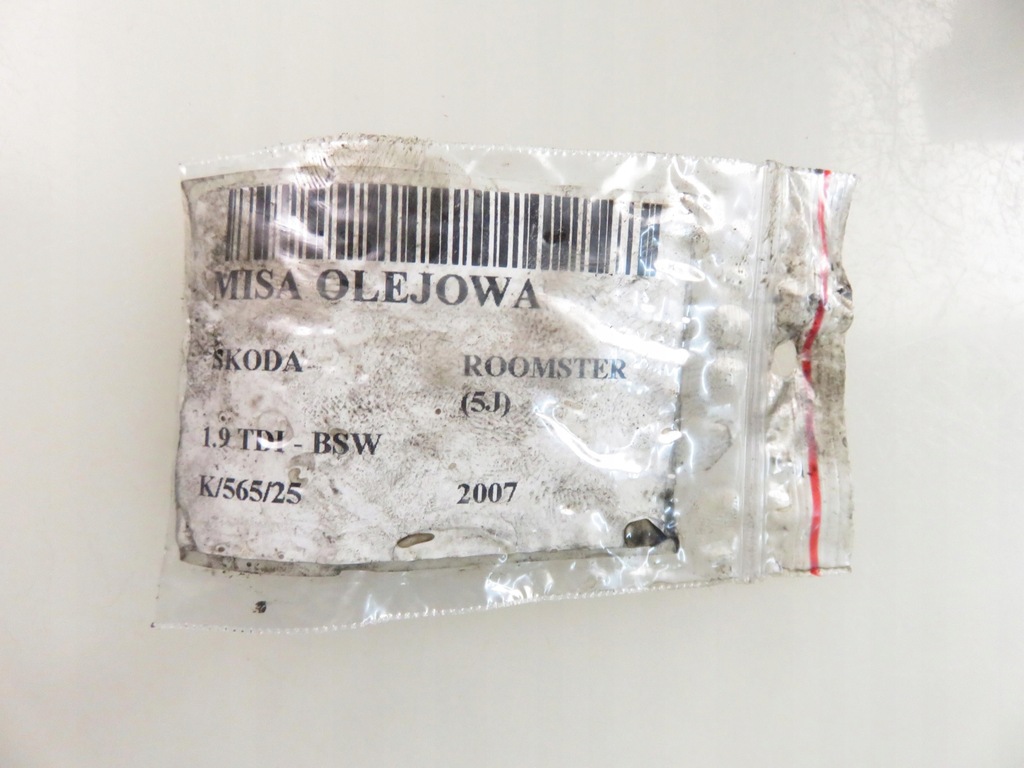 MISA OLEJOWA
SKODA ROOMSTER
(5J)
1.9 TDI - BSW
K/565/25 2007